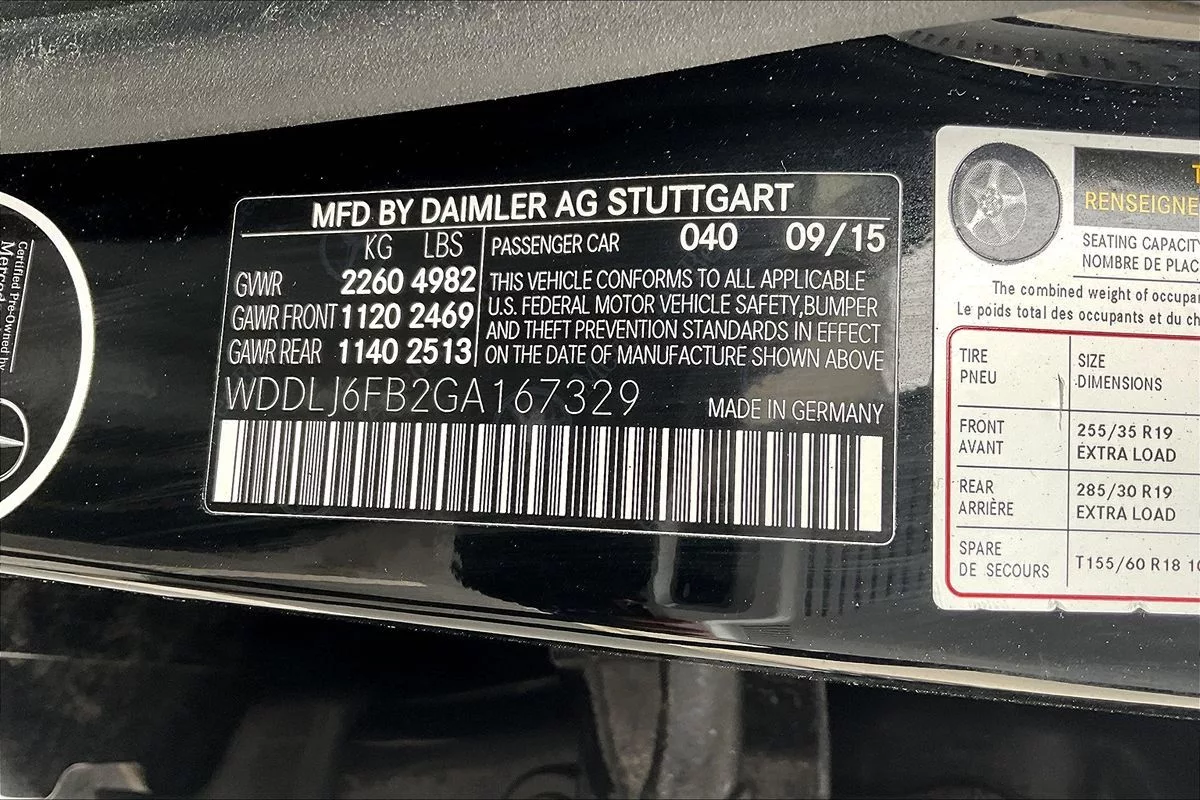 MFD BY DAIMLER AG STUTTGART
KG LBS
GVWR 2260 4982
GAWR FRONT 1120 2469
GAWR REAR 1140 2513
PASSENGER CAR 040 09/15
THIS VEHICLE CONFORMS TO ALL APPLICABLE
U.S. FEDERAL MOTOR VEHICLE SAFETY,BUMPER
AND THEFT PREVENTION STANDARDS IN EFFECT
ON THE DATE OF MANUFACTURE SHOWN ABOVE
WDDLJ6FB2GA167329
MADE IN GERMANY
Certified Pre-Owned by
SEATING CAPACITY
NOMBRE DE
The combined weight of
Le poids total des occupants et du
TIRE
PNEU
SIZE
DIMENSIONS
FRONT
AVANT
255/35 R19
EXTRA LOAD
REAR
ARRIÈRE
285/30 R19
EXTRA LOAD
SPARE
DE SECOURS
T155/60 R18